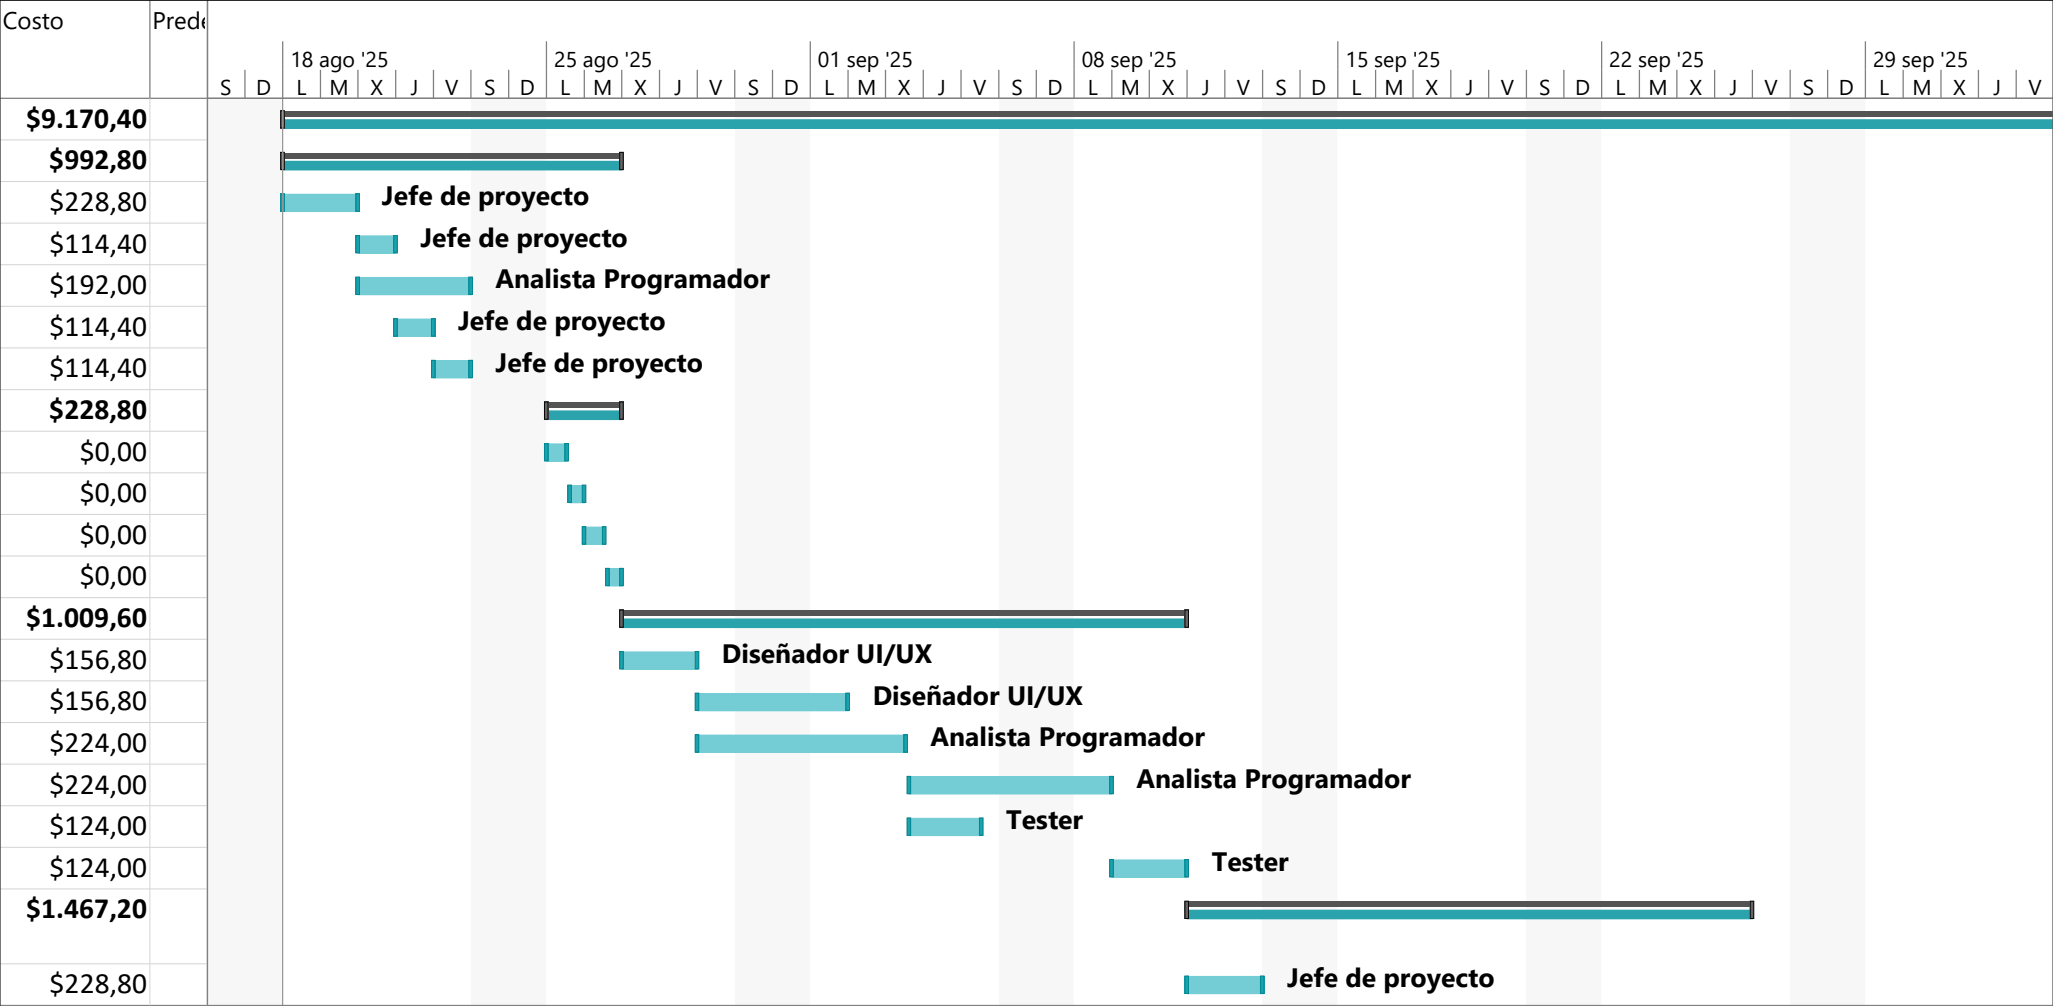 Costo Prede
18 ago '25 25 ago '25 01 sep '25 08 sep '25 15 sep '25 22 sep '25 29 sep '25
S D L M X J V S D L M X J V S D L M X J V S D L M X J V S D L M X J V S D L M X J V S D L M X J V
$9.170,40
$992,80
$228,80 Jefe de proyecto
$114,40 Jefe de proyecto
$192,00 Analista Programador
$114,40 Jefe de proyecto
$114,40 Jefe de proyecto
$228,80
$0,00
$0,00
$0,00
$0,00
$1.009,60
$156,80 Diseñador UI/UX
$156,80 Diseñador UI/UX
$224,00 Analista Programador
$224,00 Analista Programador
$124,00 Tester
$124,00 Tester
$1.467,20
$228,80 Jefe de proyecto